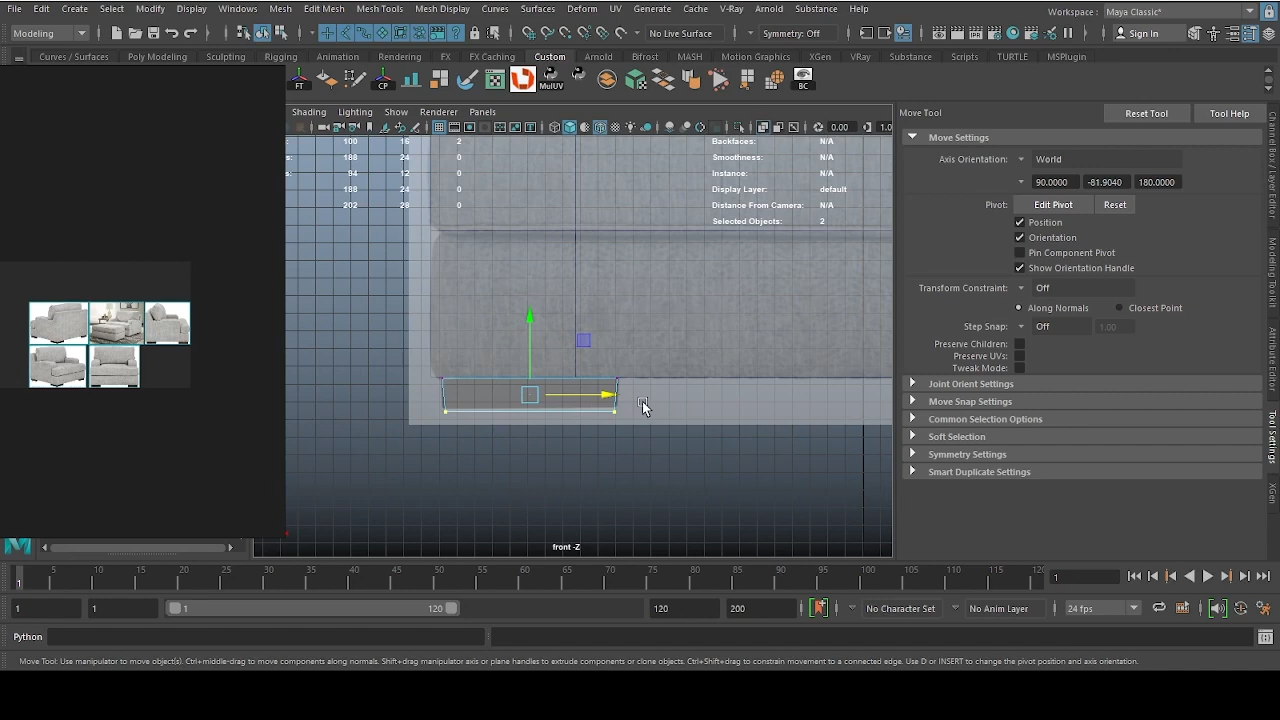 File Edit Create Select Modify Display Windows Mesh Edit Mesh Mesh Tools Mesh Display Curves Surfaces Deform UV Generate Cache V-Ray Arnold Substance Help
Workspace : Maya Classic*
Modeling No Live Surface Symmetry: Off Sign In
Curves / Surfaces Poly Modeling Sculpting Rigging Animation Rendering FX FX Caching Custom Arnold Bifrost MASH Motion Graphics XGen VRay Substance Scripts TURTLE MSPlugin
FT CP MulUV BC
Shading Lighting Show Renderer Panels
0.00 1.0
100 16 2
188 24 0
84 12 0
188 24 0
202 28 0
Backfaces: N/A
Smoothness: N/A
Instance: N/A
Display Layer: default
Distance From Camera: N/A
Selected Objects: 2
front -Z
Move Tool Reset Tool Tool Help
Move Settings
Axis Orientation: World
90.0000 -81.9040 180.0000
Pivot: Edit Pivot Reset
Position
Orientation
Pin Component Pivot
Show Orientation Handle
Transform Constraint: Off
Along Normals Closest Point
Step Snap: Off 1.00
Preserve Children:
Preserve UVs:
Tweak Mode:
Joint Orient Settings
Move Snap Settings
Common Selection Options
Soft Selection
Symmetry Settings
Smart Duplicate Settings
Channel Box / Layer Editor
Modeling Toolkit
Attribute Editor
Tool Settings
XGen
1 5 10 15 20 25 30 35 40 45 50 55 60 65 70 75 80 85 90 95 100 105 110 115 120 1
1 1 1 120 120 200 No Character Set No Anim Layer 24 fps
Python
Move Tool: Use manipulator to move object(s). Ctrl+middle-drag to move components along normals. Shift+drag manipulator axis or plane handles to extrude components or clone objects. Ctrl+Shift+drag to constrain movement to a connected edge. Use D or INSERT to change the pivot position and axis orientation.